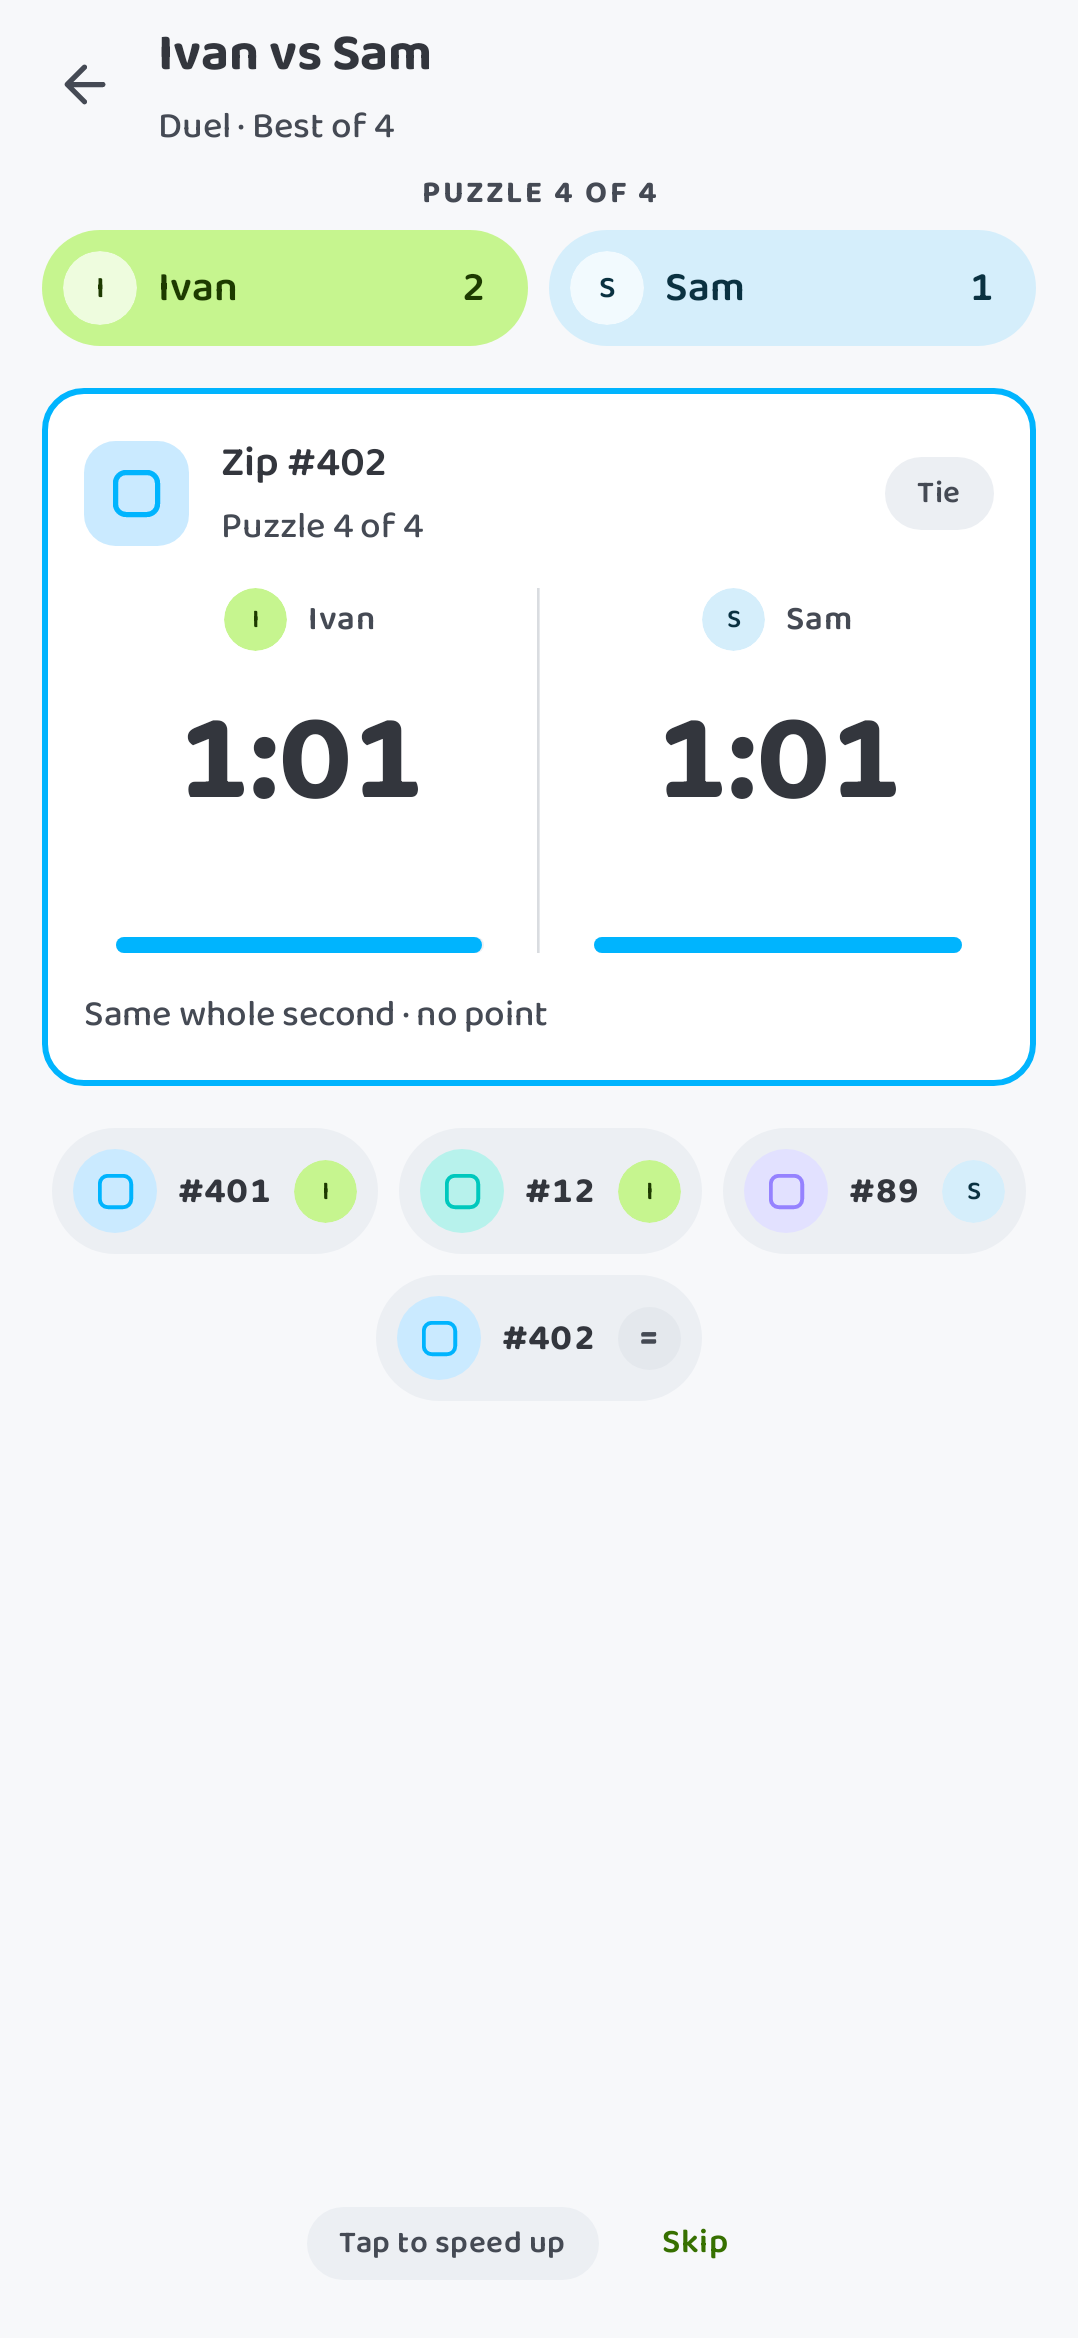 Ivan vs Sam
Duel · Best of 4
PUZZLE 4 OF 4
I Ivan 2
S Sam 1
Zip #402
Puzzle 4 of 4
Tie
I Ivan
S Sam
1:01
1:01
Same whole second · no point
#401 I
#12 I
#89 S
#402 =
Tap to speed up
Skip